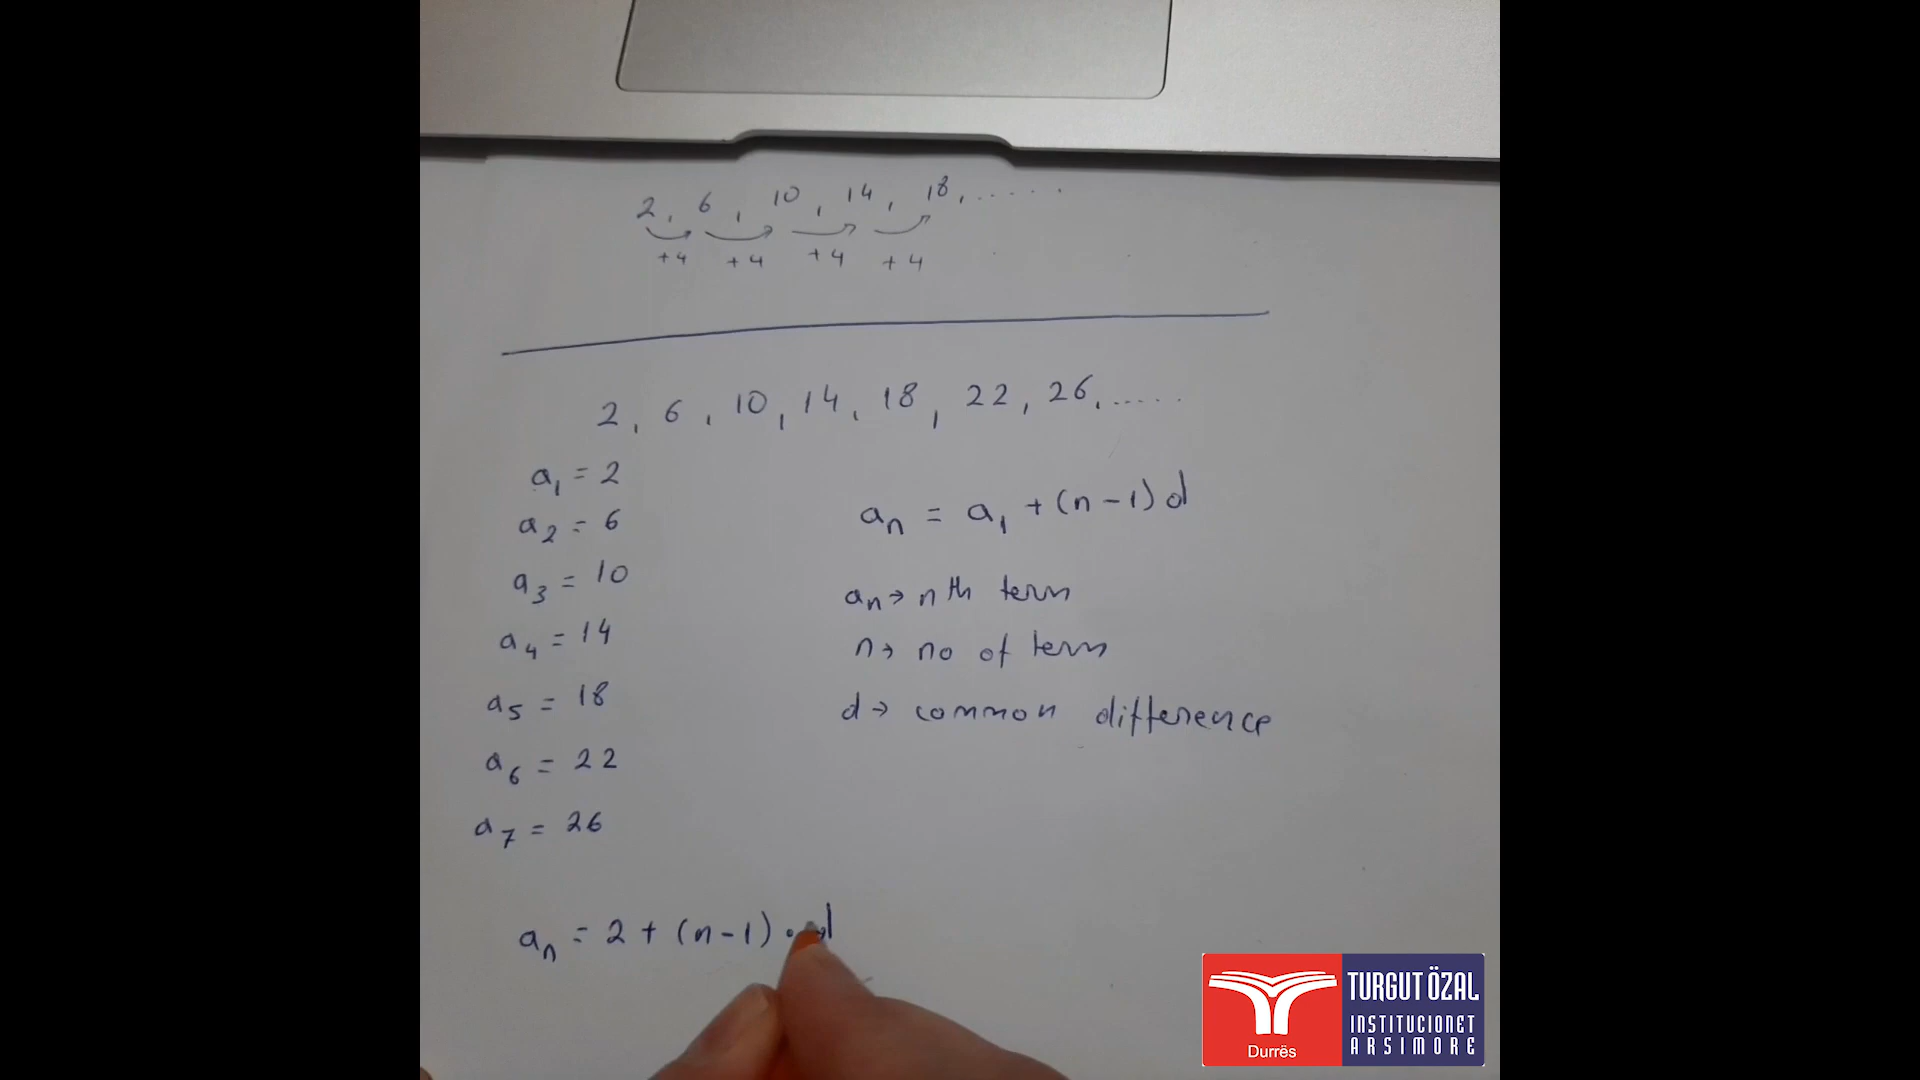 2, 6, 10, 14, 18, ......
+4 +4 +4 +4
2, 6, 10, 14, 18, 22, 26, .....
a₁ = 2
a₂ = 6
a₃ = 10
a₄ = 14
a₅ = 18
a₆ = 22
a₇ = 26
aₙ = a₁ + (n-1) d
aₙ → nth term
n → no of term
d → common difference
aₙ = 2 + (n-1) · d
TURGUT ÖZAL
INSTITUCIONET
ARSIMORE
Durrës